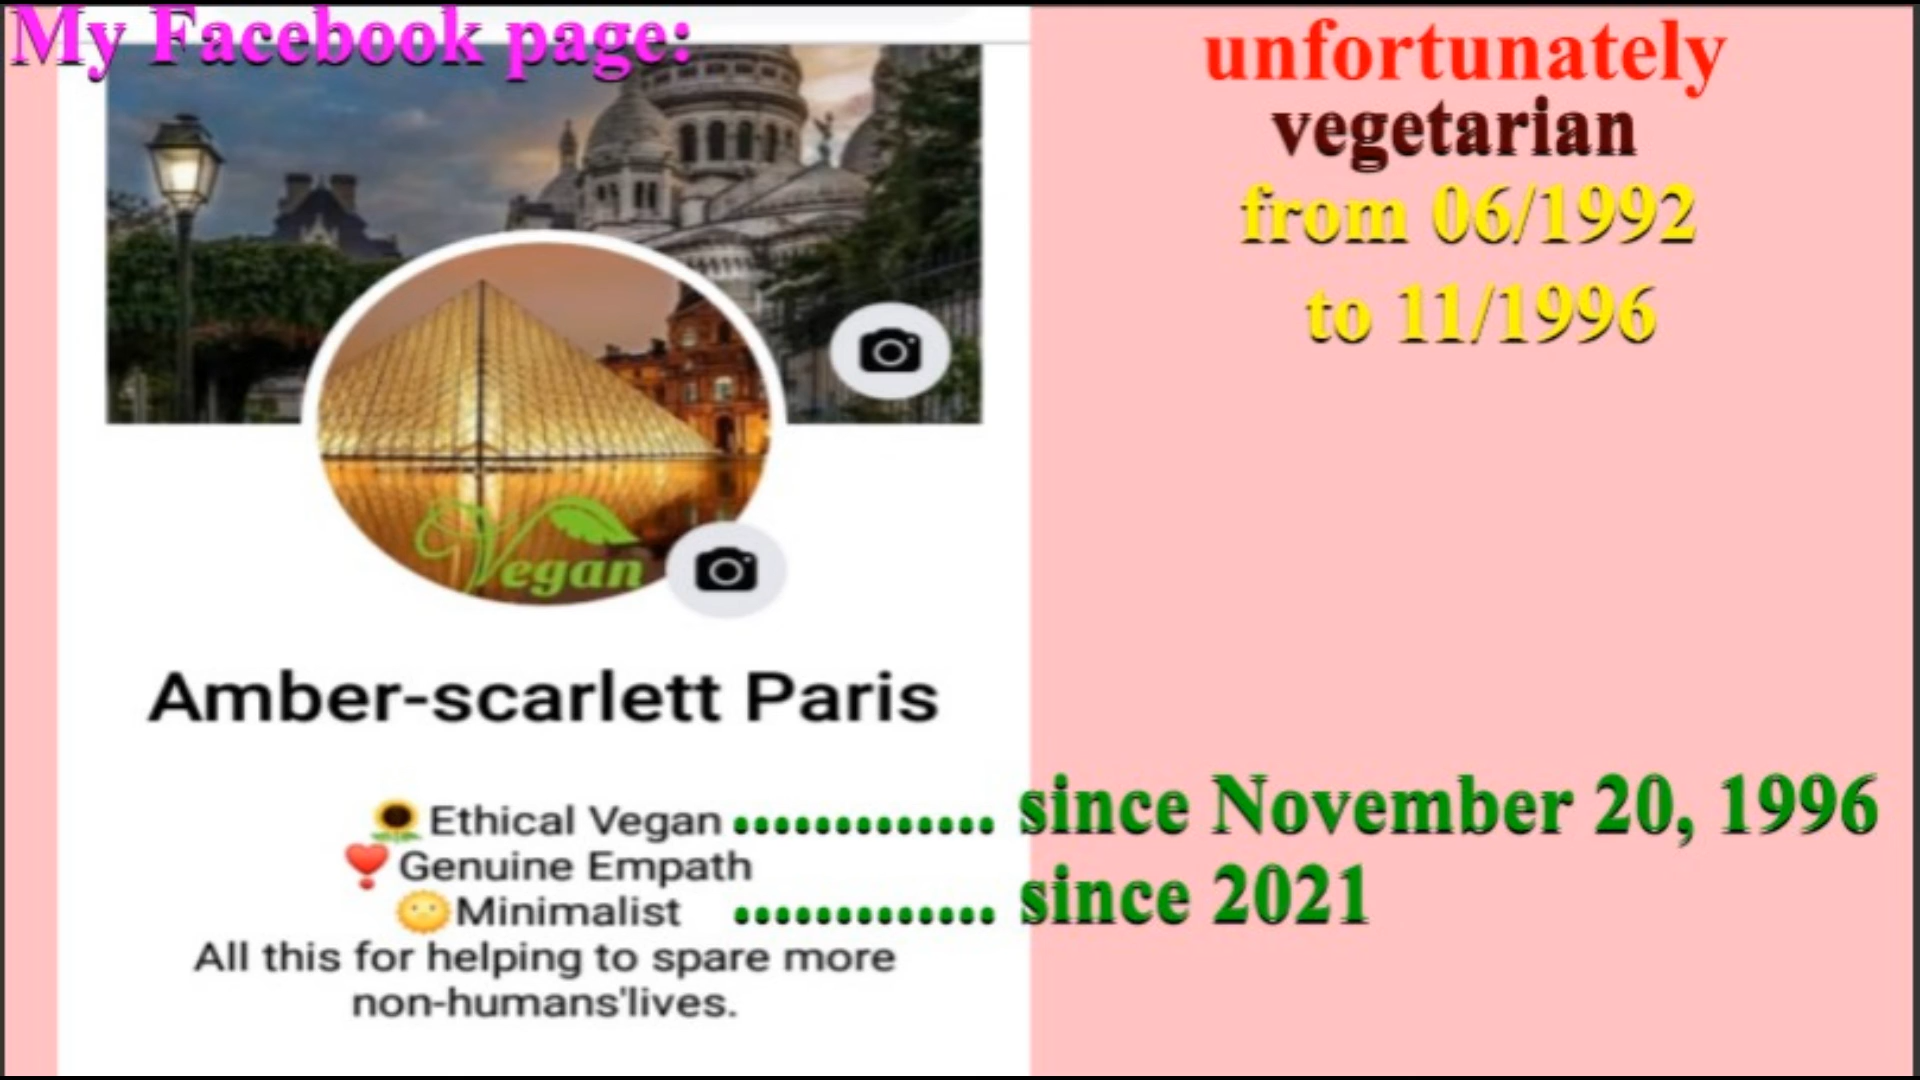 My Facebook page:
unfortunately
vegetarian
from 06/1992
to 11/1996
Vegan
Amber-scarlett Paris
🌻Ethical Vegan ............. since November 20, 1996
❣️Genuine Empath
🌝Minimalist ............. since 2021
All this for helping to spare more
non-humans'lives.